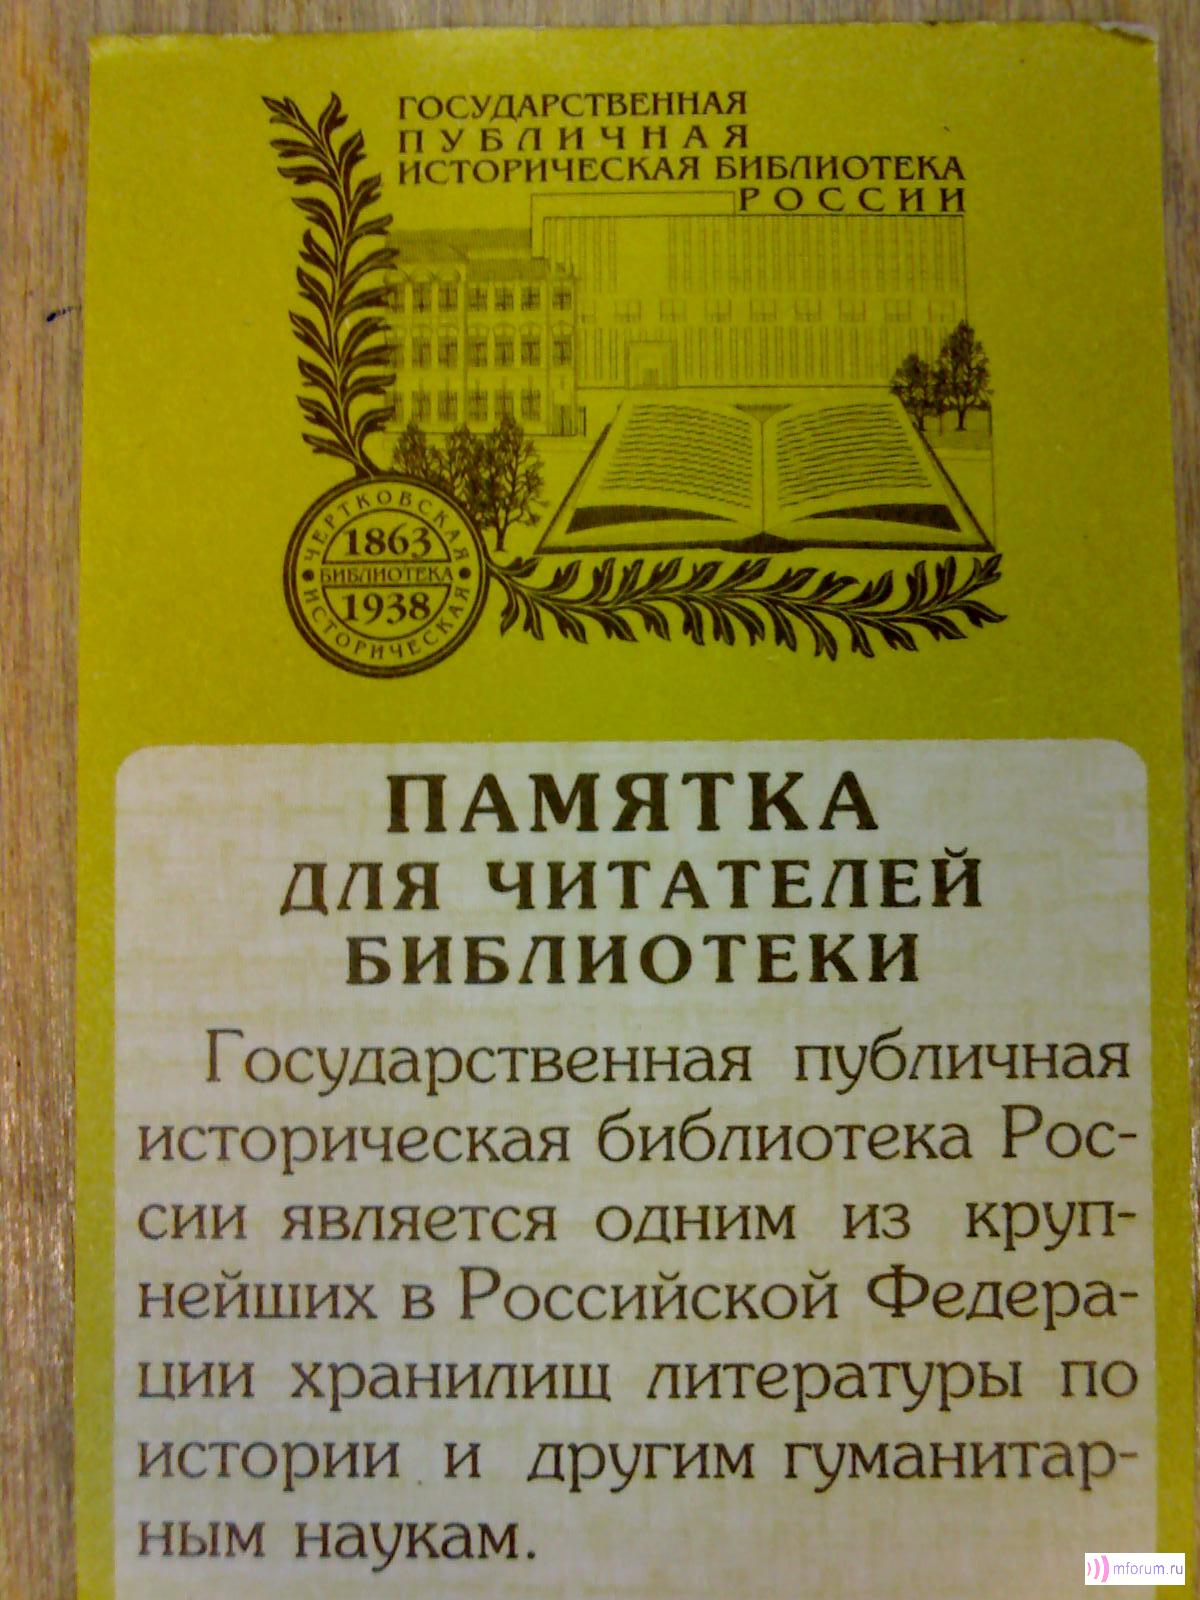 ГОСУДАРСТВЕННАЯ
ПУБЛИЧНАЯ
ИСТОРИЧЕСКАЯ БИБЛИОТЕКА
РОССИИ
ЧЕРТКОВСКАЯ
1863
БИБЛИОТЕКА
1938
ИСТОРИЧЕСКАЯ
ПАМЯТКА
ДЛЯ ЧИТАТЕЛЕЙ
БИБЛИОТЕКИ
Государственная публичная
историческая библиотека Рос-
сии является одним из круп-
нейших в Российской Федера-
ции хранилищ литературы по
истории и другим гуманитар-
ным наукам.
mforum.ru